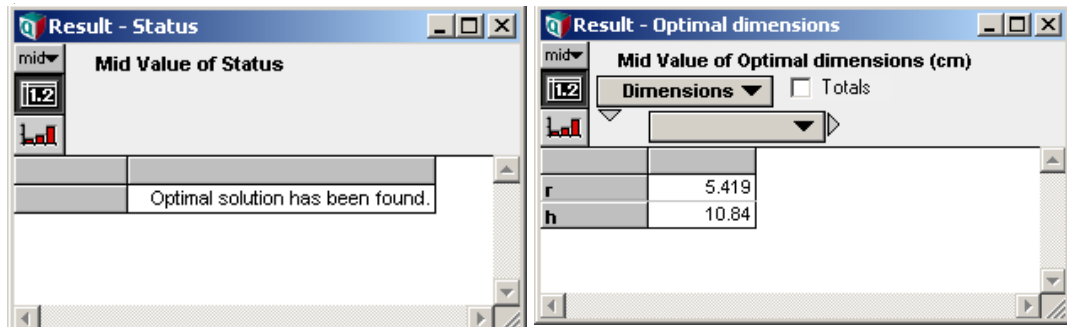 Result - Status
mid
Mid Value of Status
1.2
Optimal solution has been found.
Result - Optimal dimensions
mid
Mid Value of Optimal dimensions (cm)
1.2
Dimensions
Totals
r 5.419
h 10.84